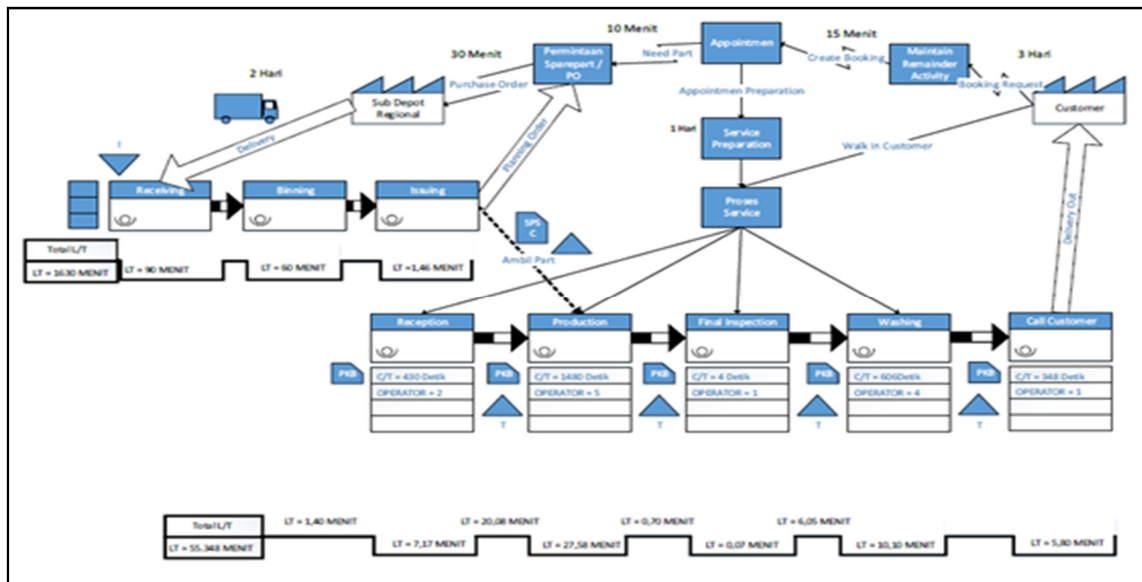 10 Menit
15 Menit
3 Hari
30 Menit
2 Hari
Permintaan
Sparepart /
PO
Need Part
Appointmen
Create Booking
Maintain
Remainder
Activity
Booking Request
Customer
Purchase Order
Sub Depot
Regional
Delivery
Planning Order
Appointmen Preparation
1 Hari
Service
Preparation
Walk In Customer
Proses
Service
Delivery Out
I
Receiving
Binning
Issuing
SPS
C
Ambil Part
Total L/T
LT = 1630 MENIT
LT = 90 MENIT
LT = 60 MENIT
LT =1,46 MENIT
Reception
Production
Final Inspection
Washing
Call Customer
PKB
C/T = 430 Detik
OPERATOR = 2
PKB
T
C/T = 1480 Detik
OPERATOR = 5
PKB
T
C/T = 4 Detik
OPERATOR = 1
PKB
T
C/T = 606Detik
OPERATOR = 4
PKB
T
C/T = 348 Detik
OPERATOR = 1
Total L/T
LT = 55.348 MENIT
LT = 1,40 MENIT
LT = 20,08 MENIT
LT = 0,70 MENIT
LT = 6,05 MENIT
LT = 7,17 MENIT
LT = 27,58 MENIT
LT = 0,07 MENIT
LT = 10,10 MENIT
LT = 5,80 MENIT